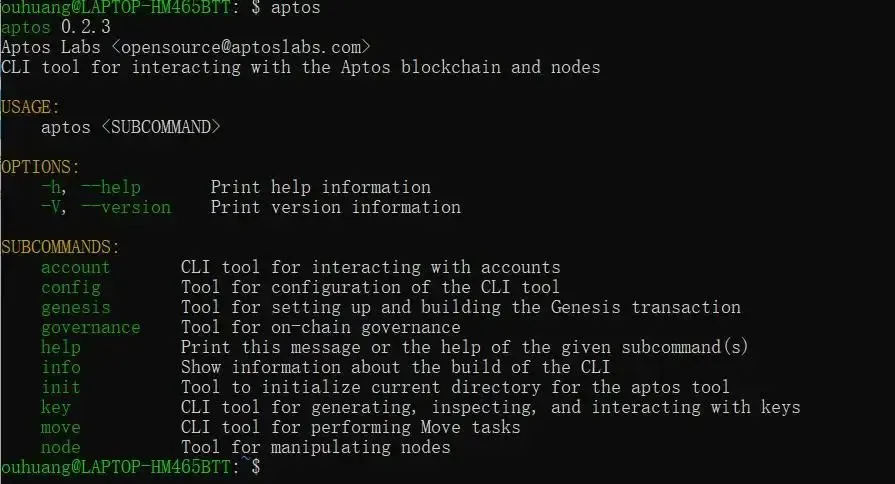 ouhuang@LAPTOP-HM465BTT: $ aptos
aptos 0.2.3
Aptos Labs <opensource@aptoslabs.com>
CLI tool for interacting with the Aptos blockchain and nodes
USAGE:
    aptos <SUBCOMMAND>
OPTIONS:
    -h, --help       Print help information
    -V, --version    Print version information
SUBCOMMANDS:
    account       CLI tool for interacting with accounts
    config        Tool for configuration of the CLI tool
    genesis       Tool for setting up and building the Genesis transaction
    governance    Tool for on-chain governance
    help          Print this message or the help of the given subcommand(s)
    info          Show information about the build of the CLI
    init          Tool to initialize current directory for the aptos tool
    key           CLI tool for generating, inspecting, and interacting with keys
    move          CLI tool for performing Move tasks
    node          Tool for manipulating nodes
ouhuang@LAPTOP-HM465BTT:~$